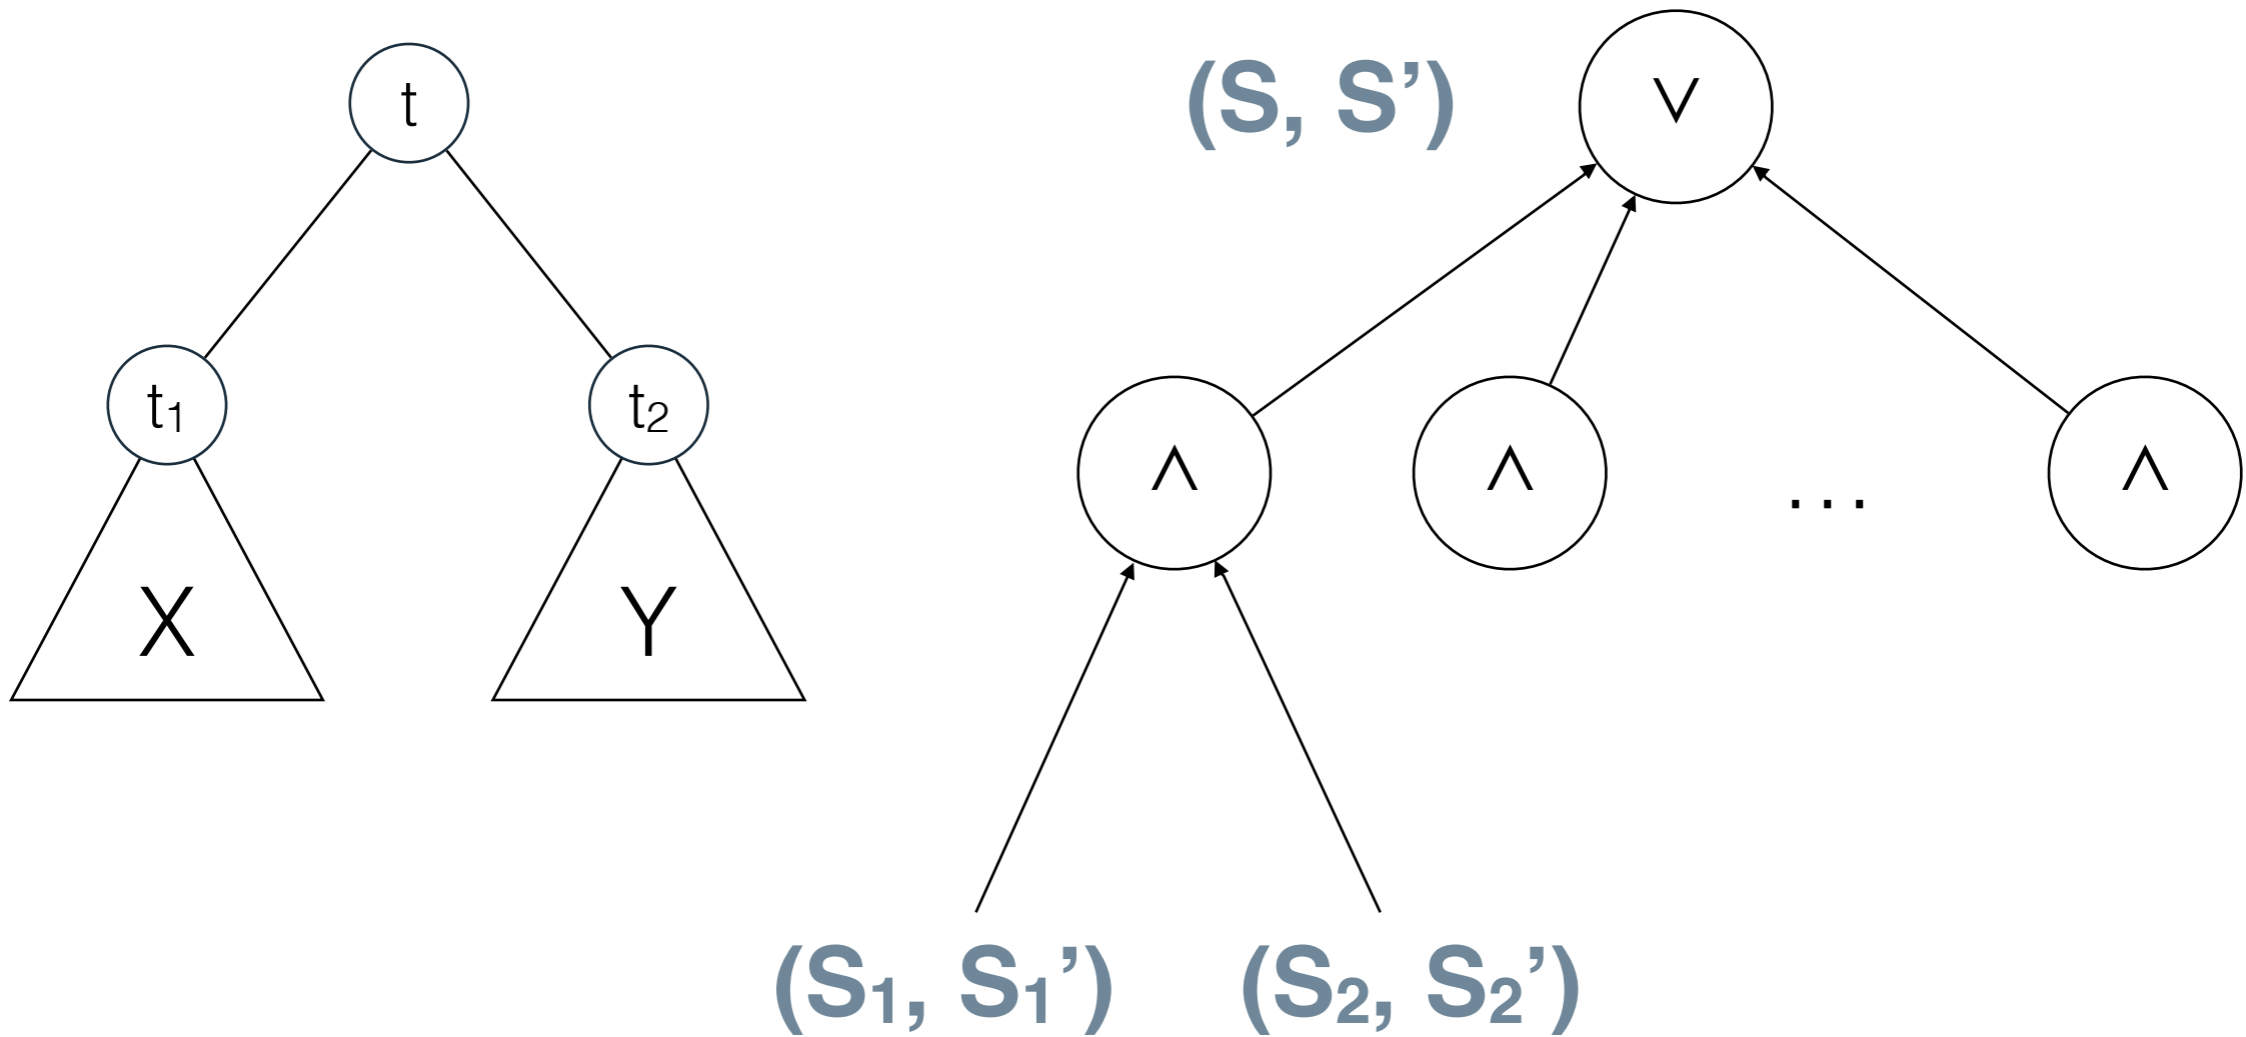 t
t₁
t₂
X
Y
(S, S’)
∨
∧
∧
...
∧
(S₁, S₁’)
(S₂, S₂’)